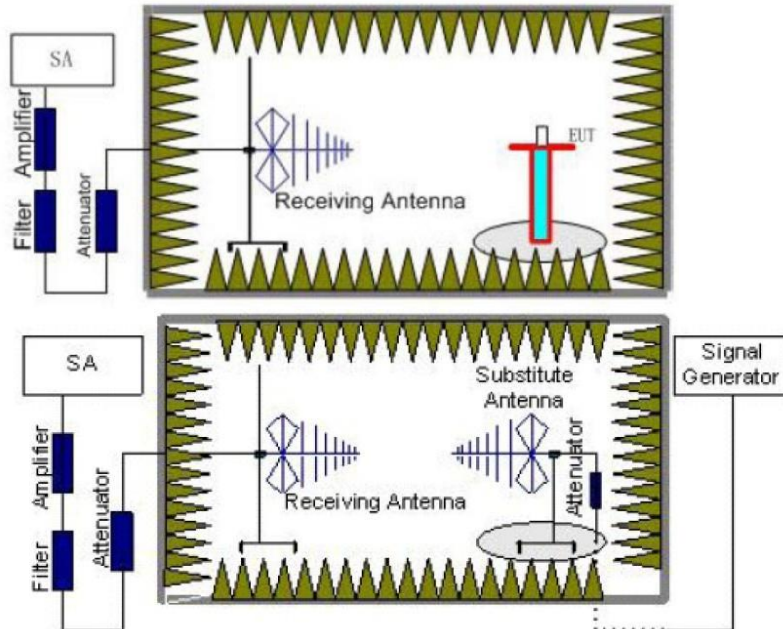 SA
Amplifier
Filter
Attenuator
Receiving Antenna
EUT
SA
Amplifier
Filter
Attenuator
Receiving Antenna
Substitute
Antenna
Attenuator
Signal
Generator